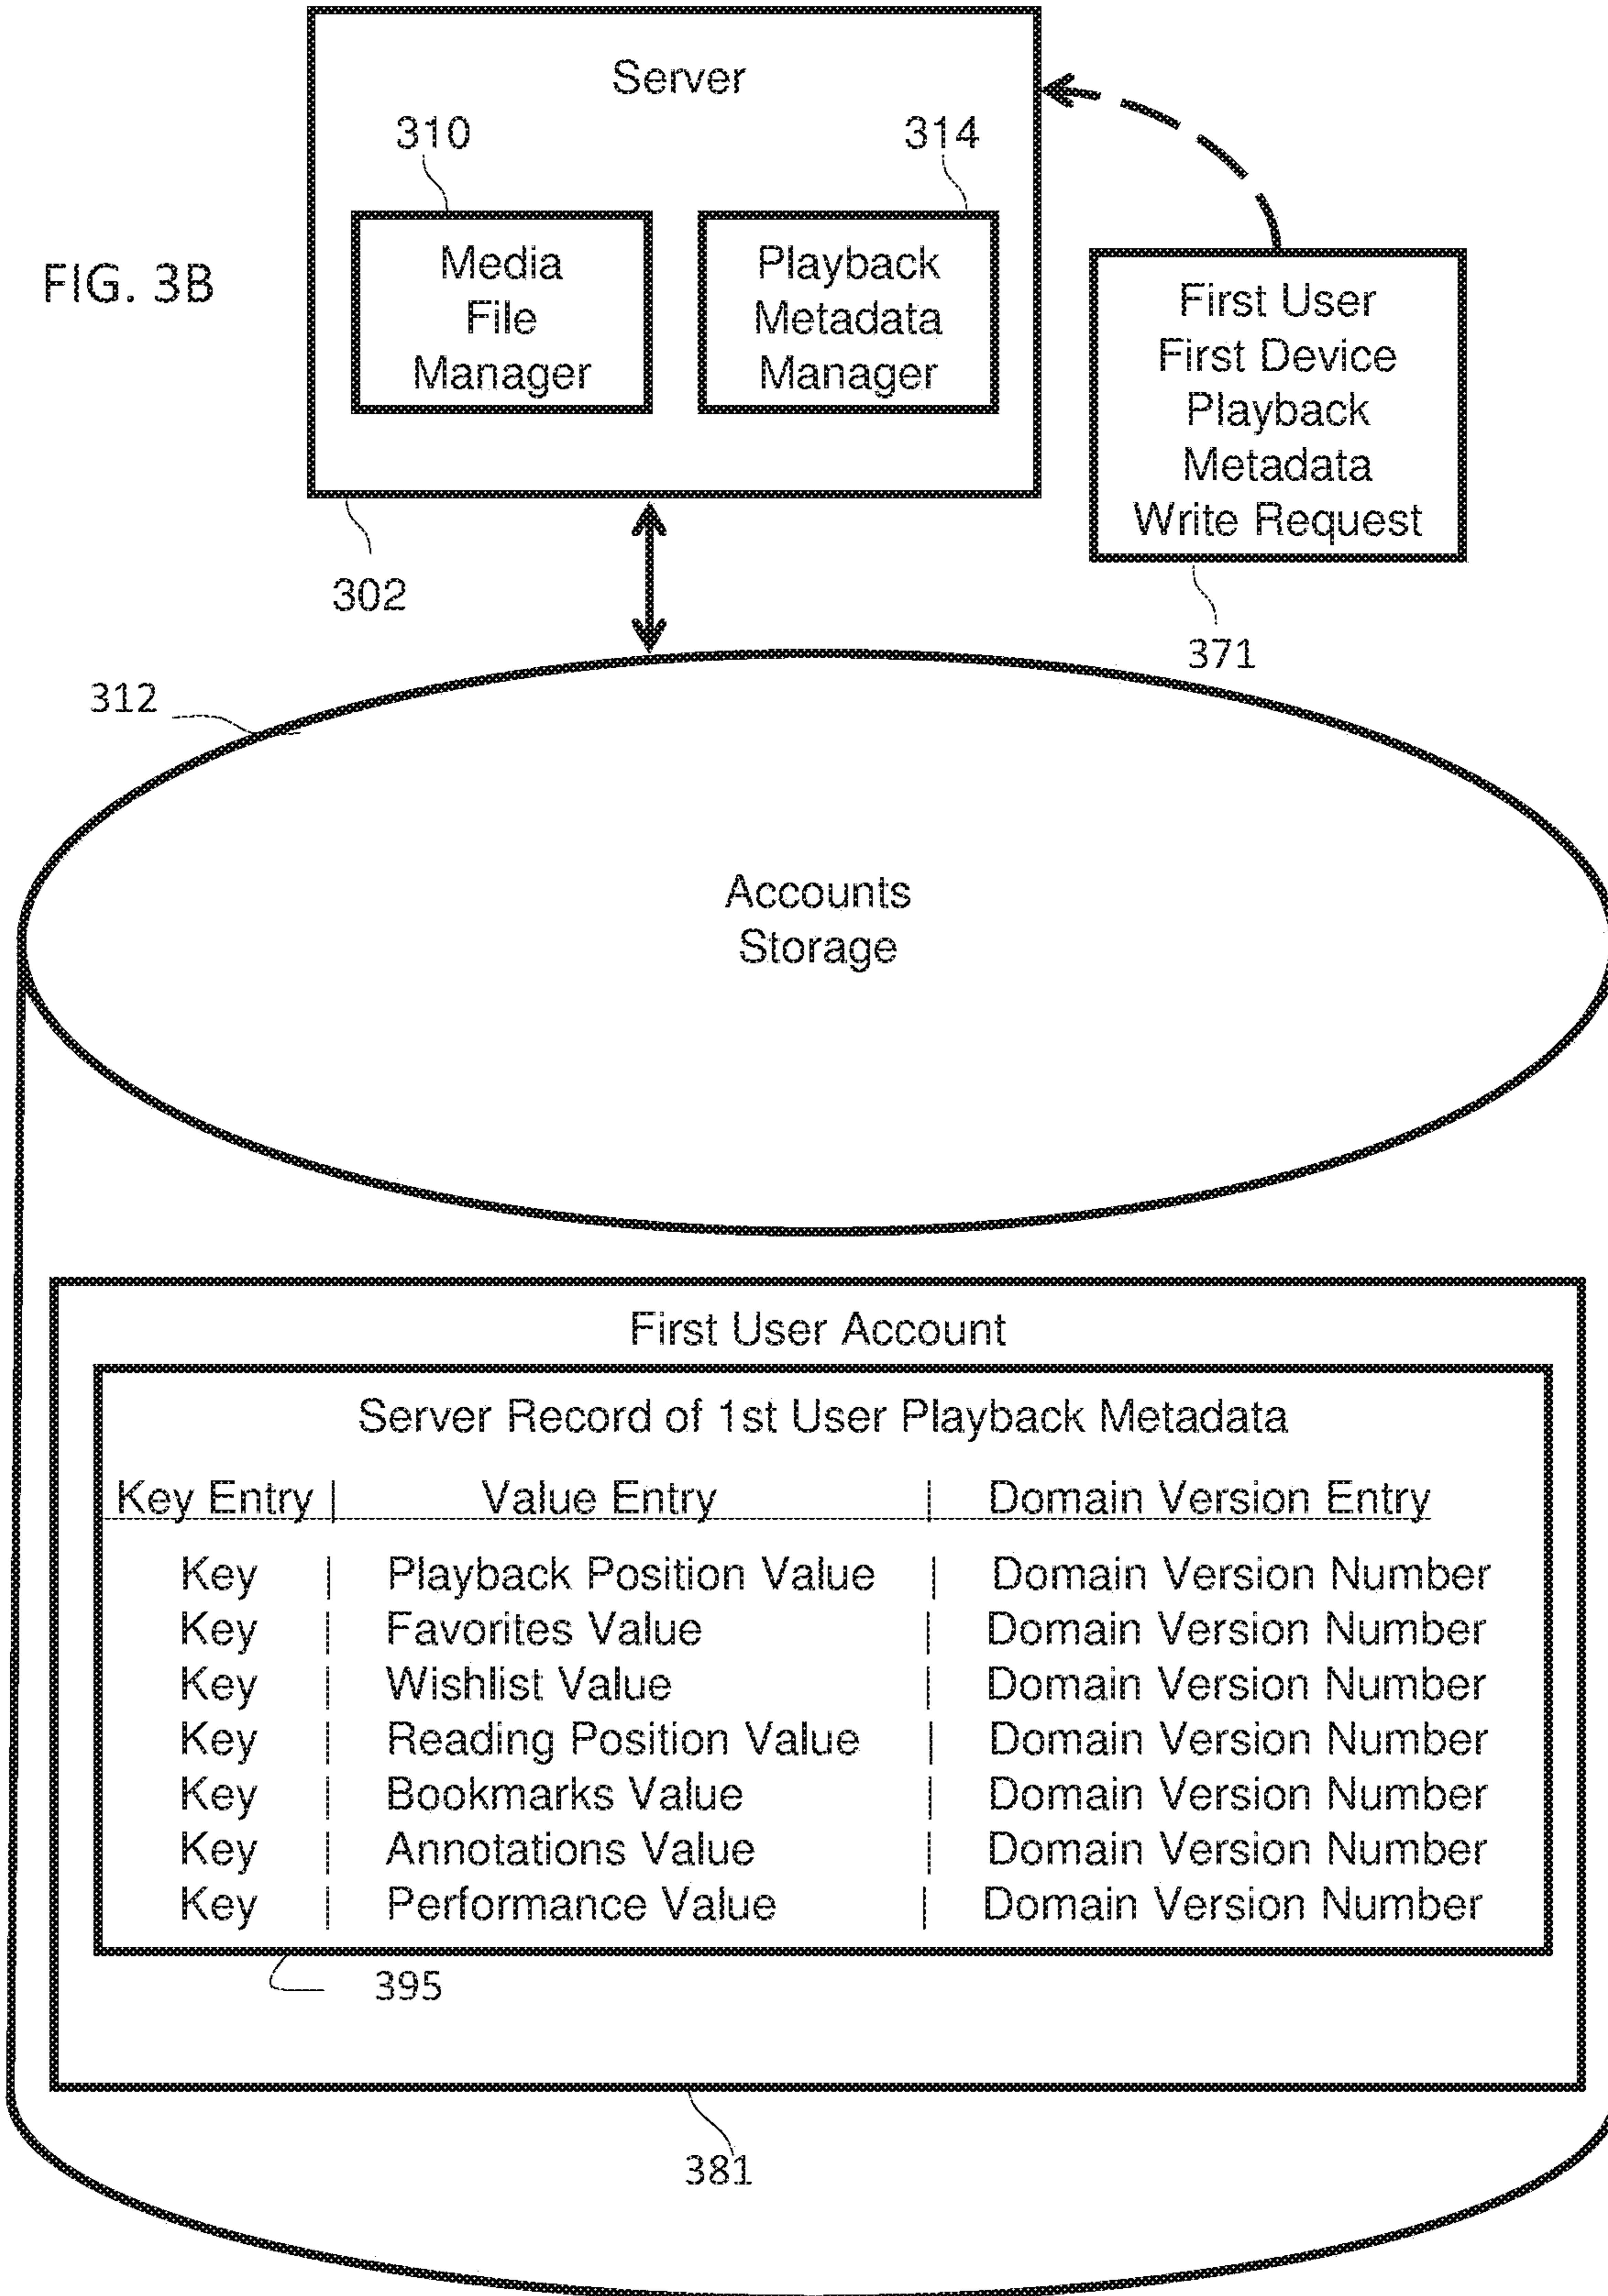 Server
310
314
FIG. 3B
Media
File
Manager
Playback
Metadata
Manager
First User
First Device
Playback
Metadata
Write Request
302
371
312
Accounts
Storage
First User Account
Server Record of 1st User Playback Metadata
Key Entry | Value Entry | Domain Version Entry
Key | Playback Position Value | Domain Version Number
Key | Favorites Value | Domain Version Number
Key | Wishlist Value | Domain Version Number
Key | Reading Position Value | Domain Version Number
Key | Bookmarks Value | Domain Version Number
Key | Annotations Value | Domain Version Number
Key | Performance Value | Domain Version Number
395
381